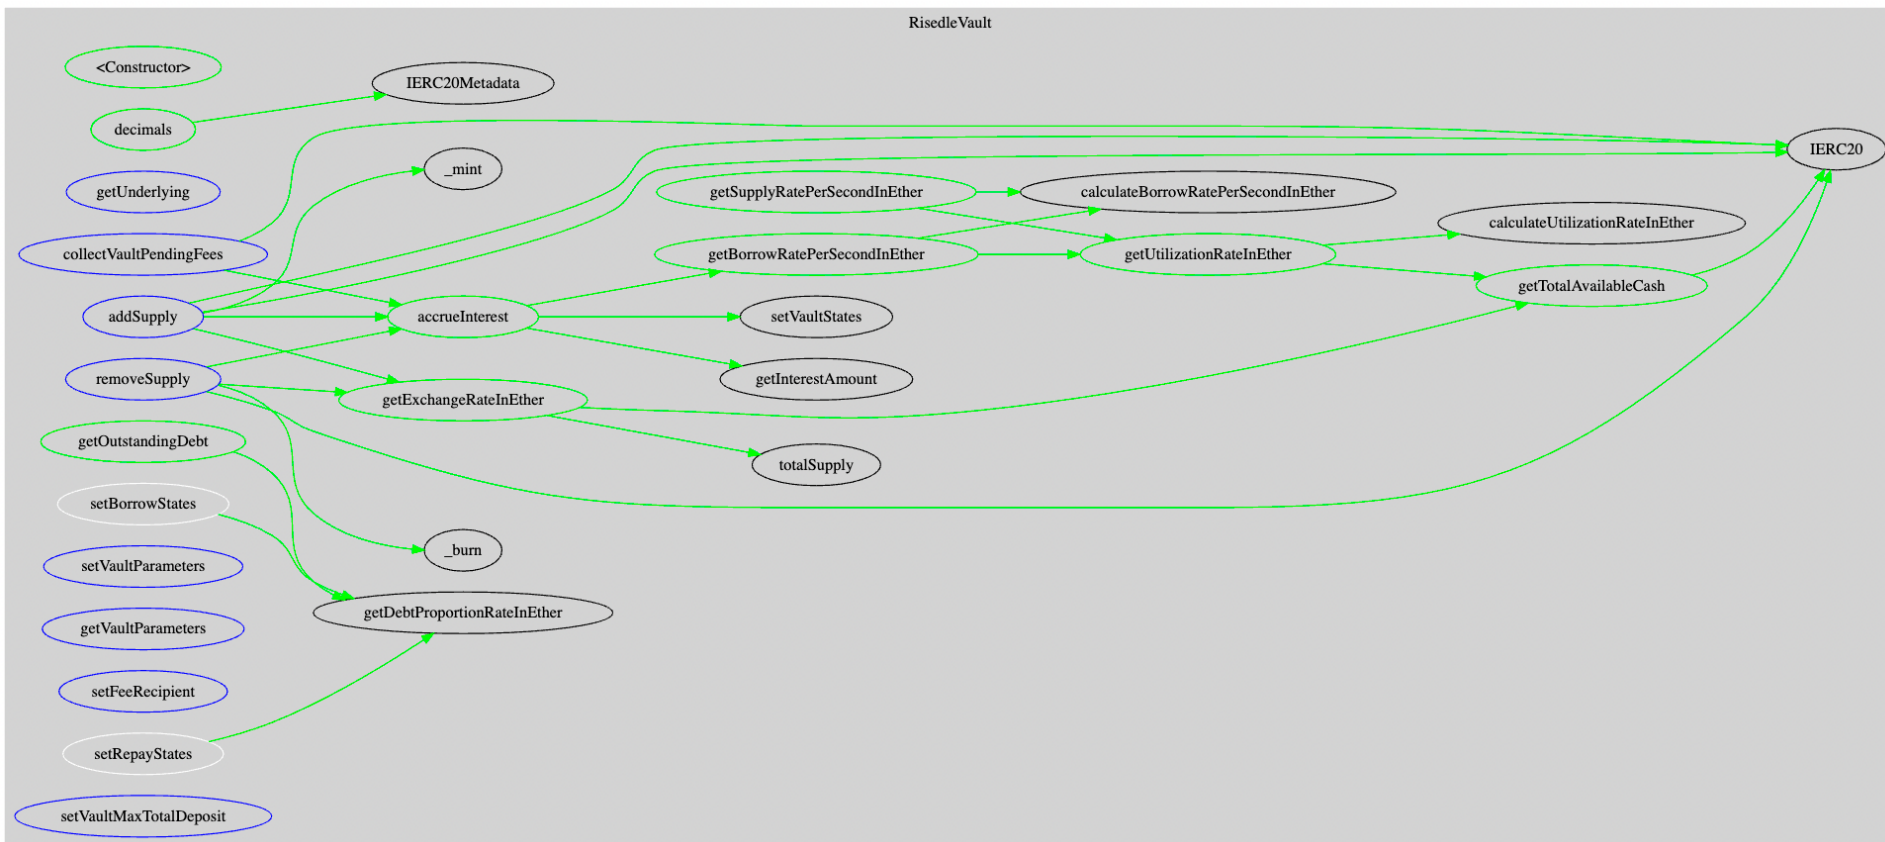 RisedleVault
<Constructor>
decimals
getUnderlying
collectVaultPendingFees
addSupply
removeSupply
getOutstandingDebt
setBorrowStates
setVaultParameters
getVaultParameters
setFeeRecipient
setRepayStates
setVaultMaxTotalDeposit
IERC20Metadata
_mint
accrueInterest
getExchangeRateInEther
_burn
getDebtProportionRateInEther
getSupplyRatePerSecondInEther
getBorrowRatePerSecondInEther
setVaultStates
getInterestAmount
totalSupply
calculateBorrowRatePerSecondInEther
getUtilizationRateInEther
calculateUtilizationRateInEther
getTotalAvailableCash
IERC20